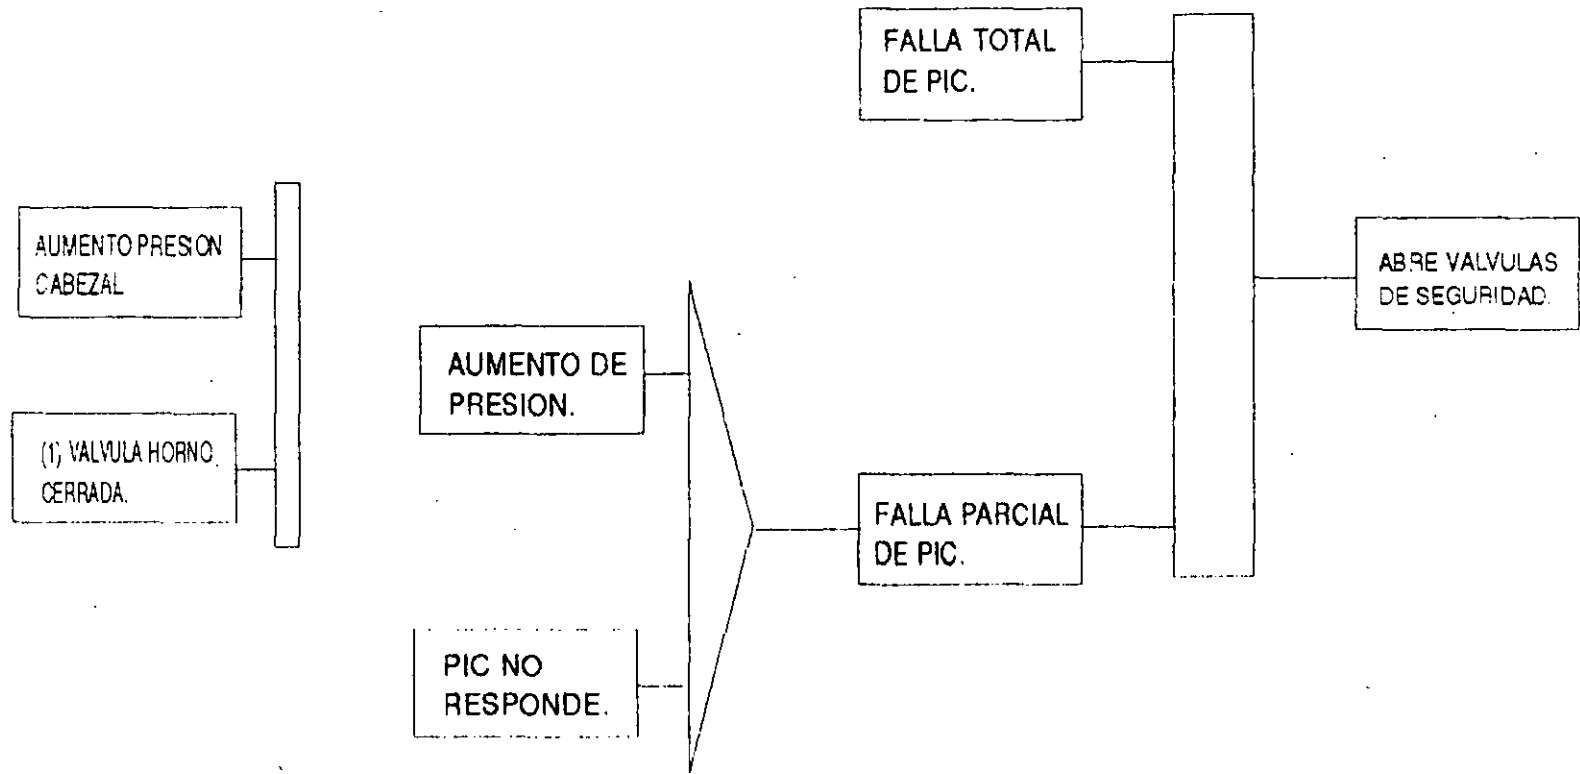 FALLA TOTAL
DE PIC.
AUMENTO PRESION
CABEZAL
(1) VALVULA HORNO
CERRADA.
AUMENTO DE
PRESION.
PIC NO
RESPONDE.
FALLA PARCIAL
DE PIC.
ABRE VALVULAS
DE SEGURIDAD.